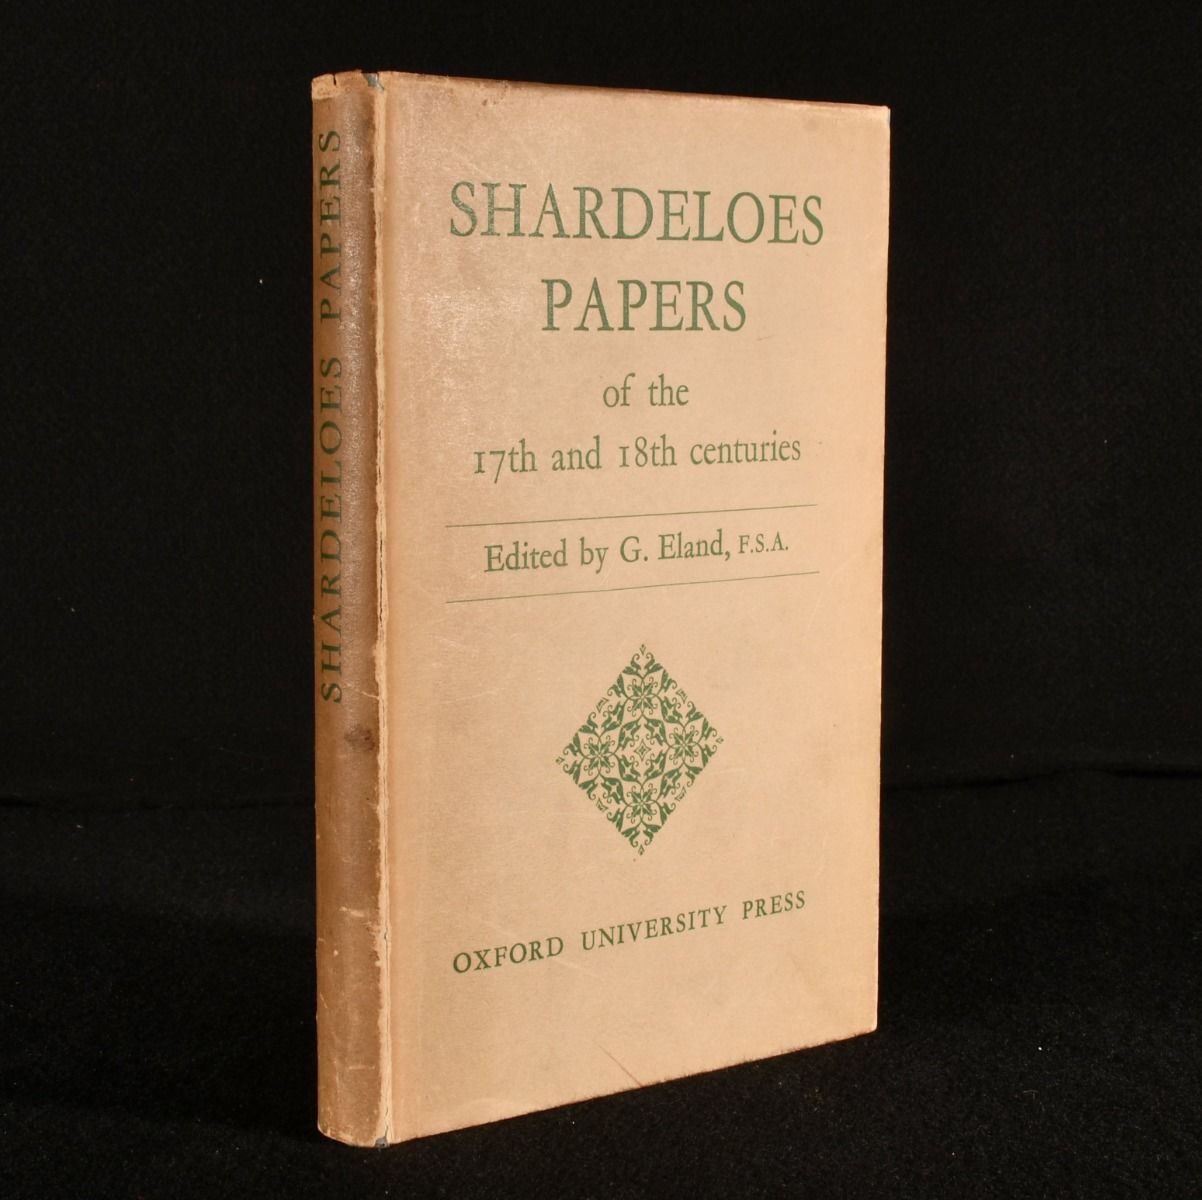 SHARDELOES PAPERS
SHARDELOES
PAPERS
of the
17th and 18th centuries
Edited by G. Eland, F.S.A.
OXFORD UNIVERSITY PRESS